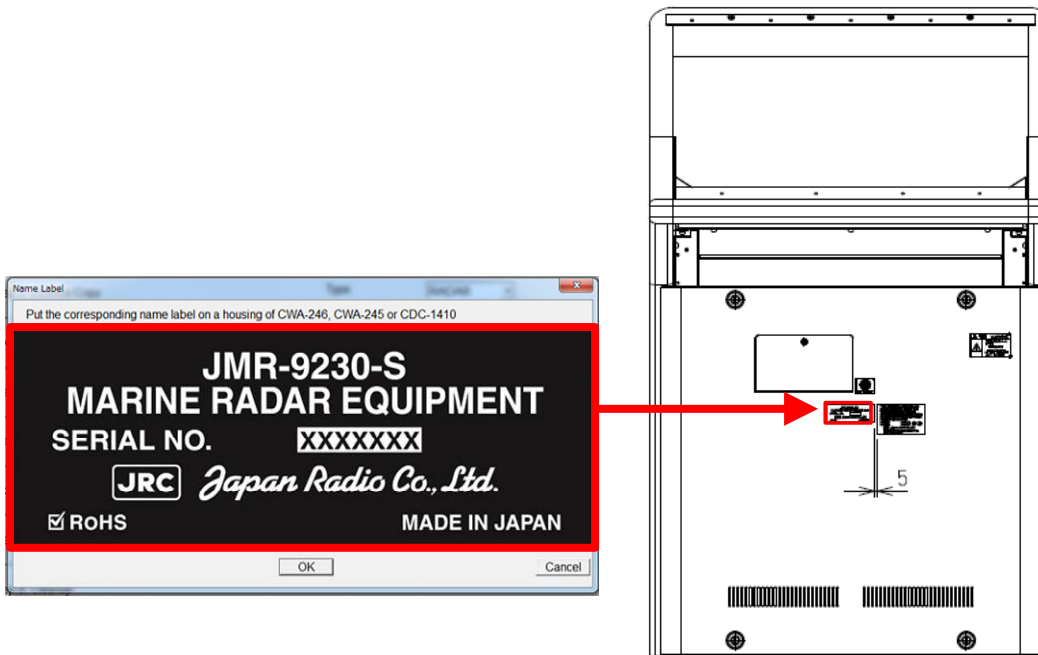 Name Label
Type
RADAR
Put the corresponding name label on a housing of CWA-246, CWA-245 or CDC-1410
JMR-9230-S
MARINE RADAR EQUIPMENT
SERIAL NO. XXXXXXX
JRC Japan Radio Co., Ltd.
RoHS MADE IN JAPAN
OK Cancel
5